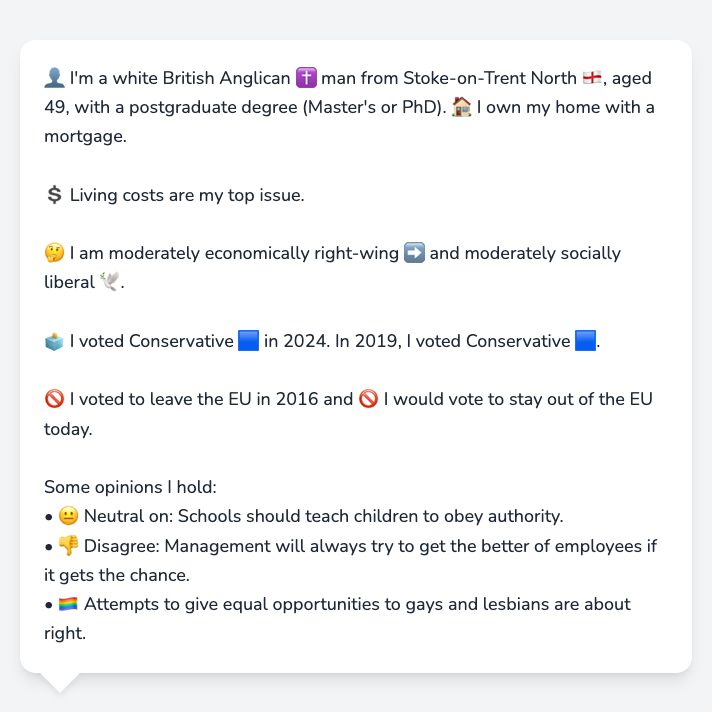 👤 I'm a white British Anglican ✝️ man from Stoke-on-Trent North 🏴󠁧󠁢󠁥󠁮󠁧󠁿, aged
49, with a postgraduate degree (Master's or PhD). 🏠 I own my home with a
mortgage.
💲 Living costs are my top issue.
🤔 I am moderately economically right-wing ➡️ and moderately socially
liberal 🕊️.
🗳️ I voted Conservative 🟦 in 2024. In 2019, I voted Conservative 🟦.
🚫 I voted to leave the EU in 2016 and 🚫 I would vote to stay out of the EU
today.
Some opinions I hold:
• 😐 Neutral on: Schools should teach children to obey authority.
• 👎 Disagree: Management will always try to get the better of employees if
it gets the chance.
• 🏳️‍🌈 Attempts to give equal opportunities to gays and lesbians are about
right.